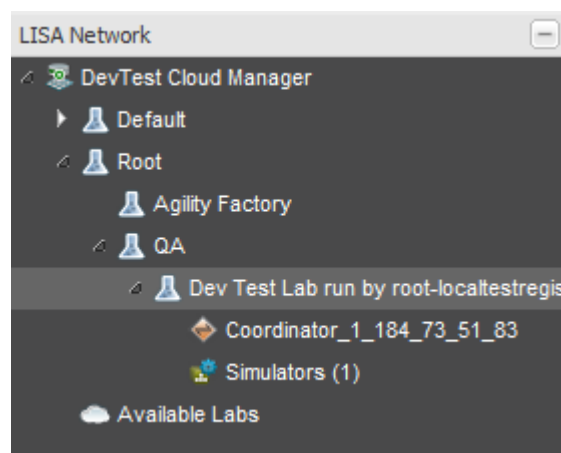 LISA Network
DevTest Cloud Manager
Default
Root
Agility Factory
QA
Dev Test Lab run by root-localtestregis
Coordinator_1_184_73_51_83
Simulators (1)
Available Labs